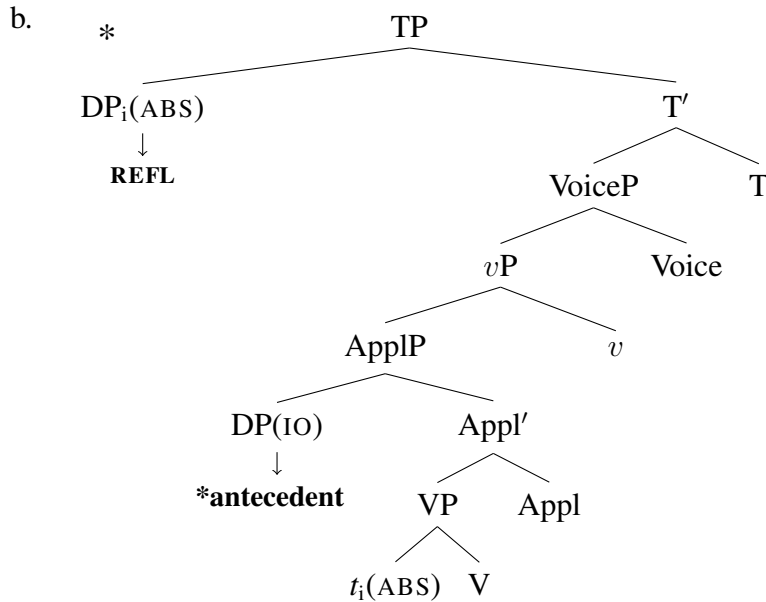 b. * TP
DPi(ABS) T′
↓
REFL
VoiceP T
vP Voice
ApplP v
DP(IO) Appl′
↓
*antecedent VP Appl
ti(ABS) V